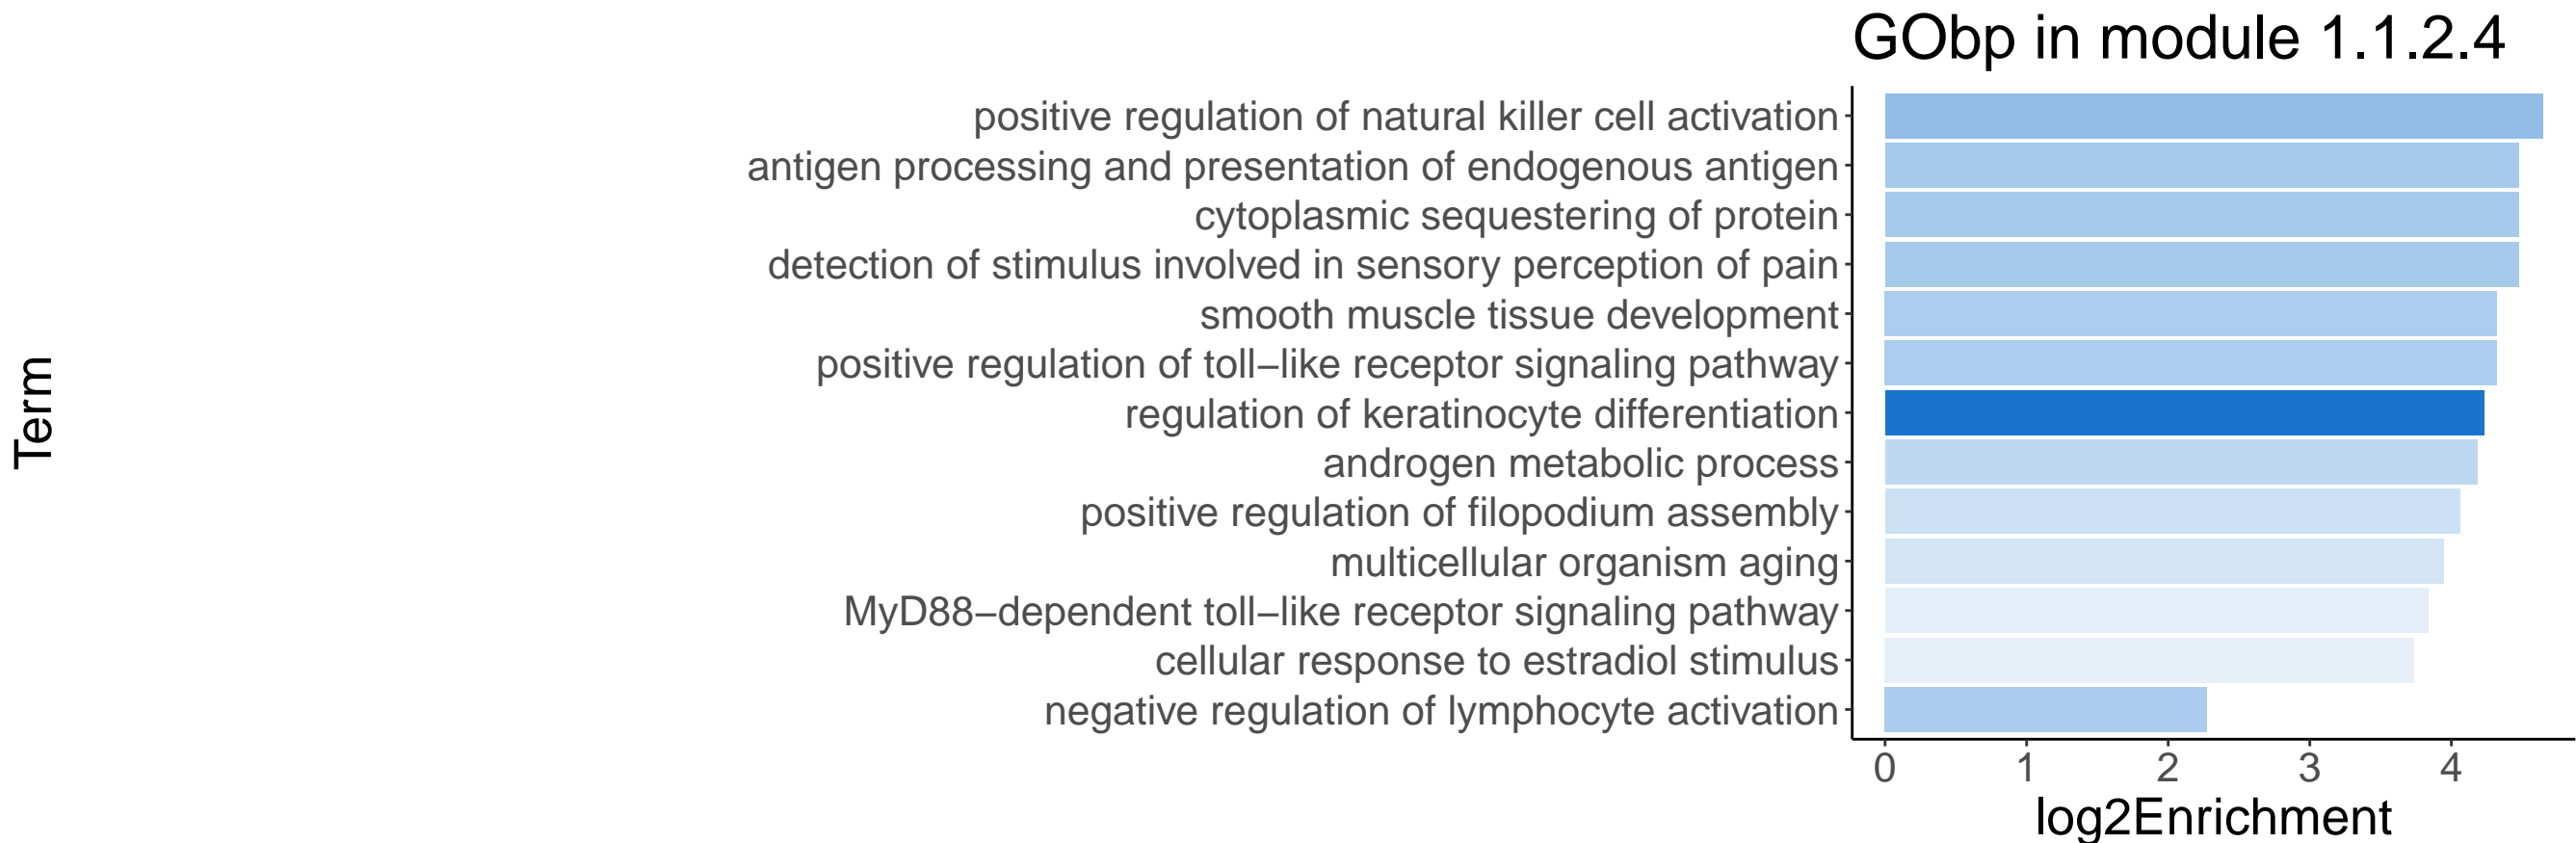 GObp in module 1.1.2.4
positive regulation of natural killer cell activation
antigen processing and presentation of endogenous antigen
cytoplasmic sequestering of protein
detection of stimulus involved in sensory perception of pain
smooth muscle tissue development
positive regulation of toll−like receptor signaling pathway
regulation of keratinocyte differentiation
androgen metabolic process
positive regulation of filopodium assembly
multicellular organism aging
MyD88−dependent toll−like receptor signaling pathway
cellular response to estradiol stimulus
negative regulation of lymphocyte activation
Term
0 1 2 3 4
log2Enrichment